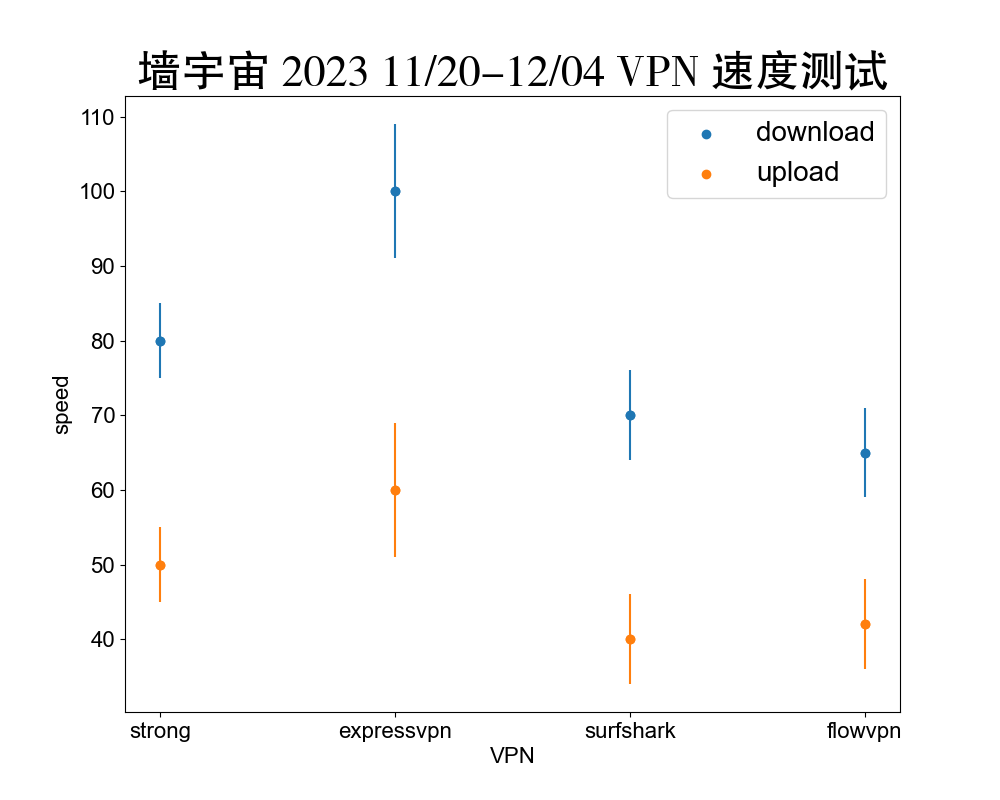 墙宇宙 2023 11/20-12/04 VPN 速度测试
download
upload
110
100
90
80
70
60
50
40
speed
strong expressvpn surfshark flowvpn
VPN